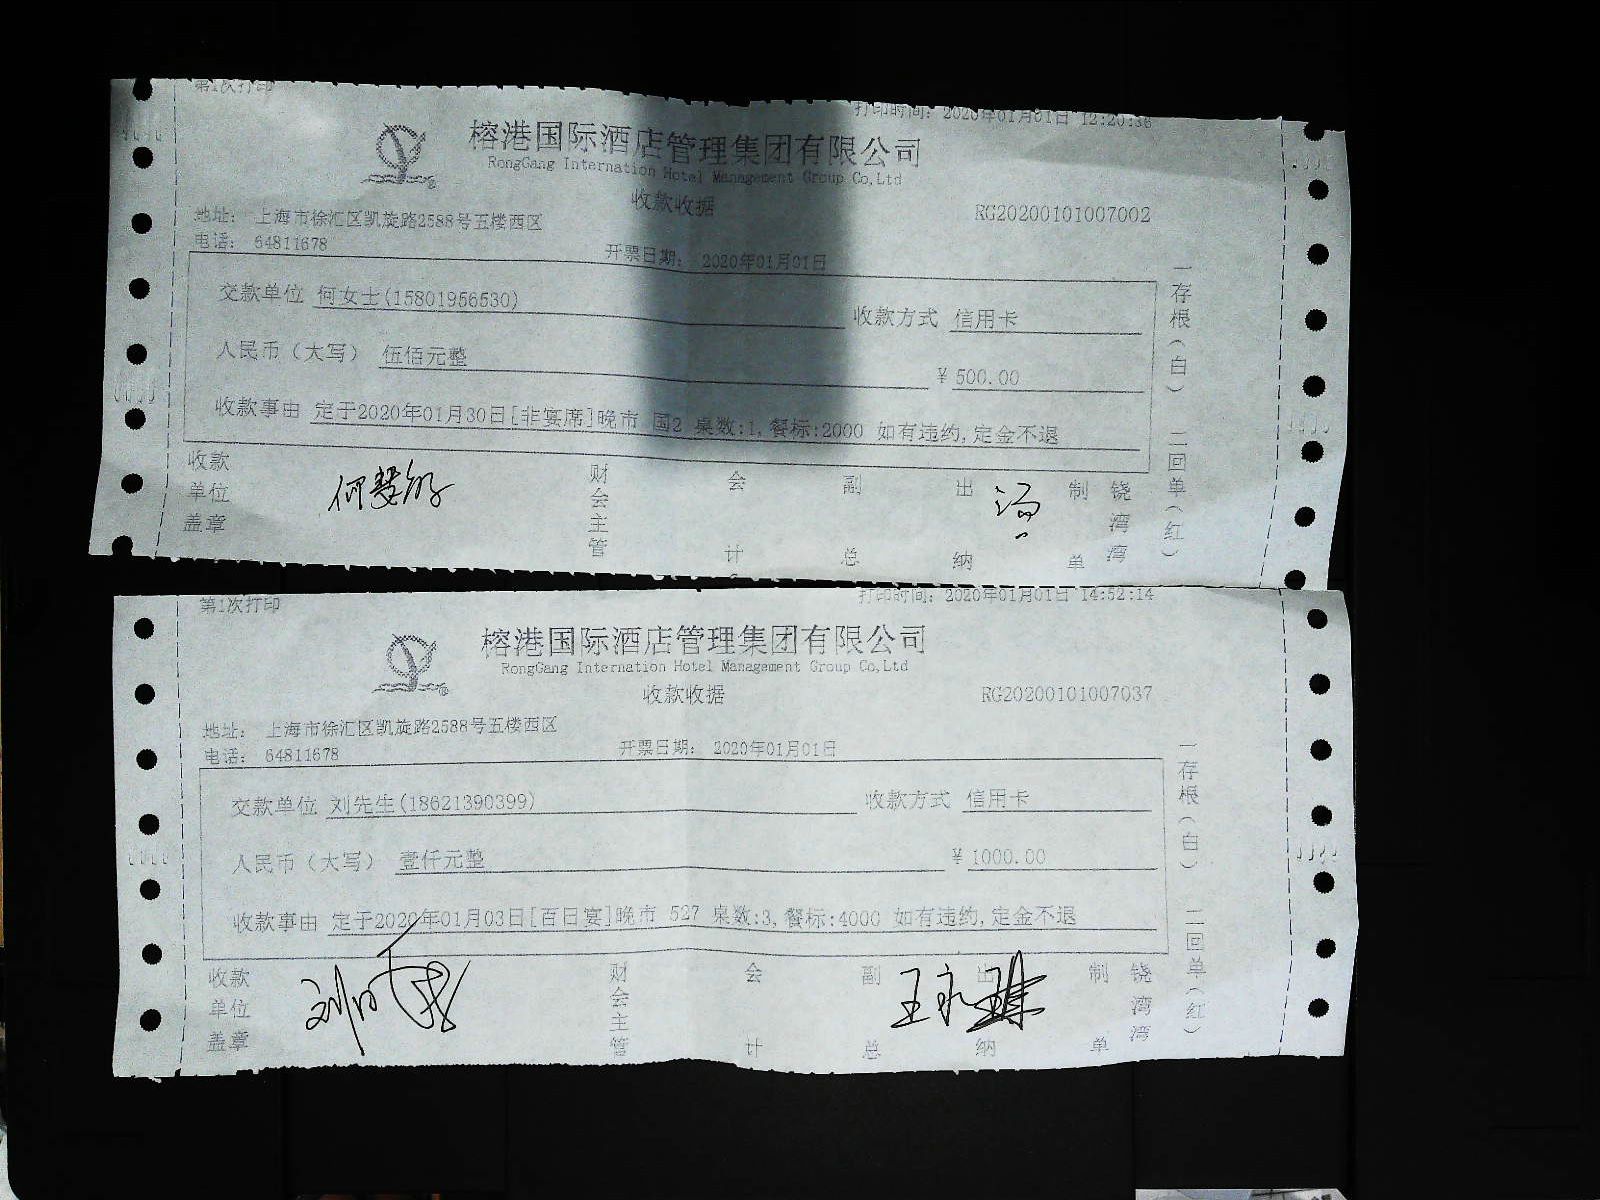 第1次打印
打印时间：2020年01月01日 12:20:36
榕港国际酒店管理集团有限公司
RongGang Internation Hotel Management Group Co,Ltd
收款收据
RG20200101007002
地址： 上海市徐汇区凯旋路2588号五楼西区
电话： 64811678
开票日期： 2020年01月01日
交款单位 何女士(15801956530)
收款方式 信用卡
人民币（大写） 伍佰元整
¥ 500.00
收款事由 定于2020年01月30日[非宴席]晚市 国2 桌数:1,餐标:2000 如有违约,定金不退
一存根（白） 二回单（红）
收款单位盖章
财会主管
会计
副总
出纳
制单
饶湾湾
第1次打印
打印时间：2020年01月01日 14:52:14
榕港国际酒店管理集团有限公司
RongGang Internation Hotel Management Group Co,Ltd
收款收据
RG20200101007037
地址： 上海市徐汇区凯旋路2588号五楼西区
电话： 64811678
开票日期： 2020年01月01日
交款单位 刘先生(18621390399)
收款方式 信用卡
人民币（大写） 壹仟元整
¥ 1000.00
收款事由 定于2020年01月03日[百日宴]晚市 527 桌数:3,餐标:4000 如有违约,定金不退
一存根（白） 二回单（红）
收款单位盖章
财会主管
会计
副总
出纳
制单
饶湾湾